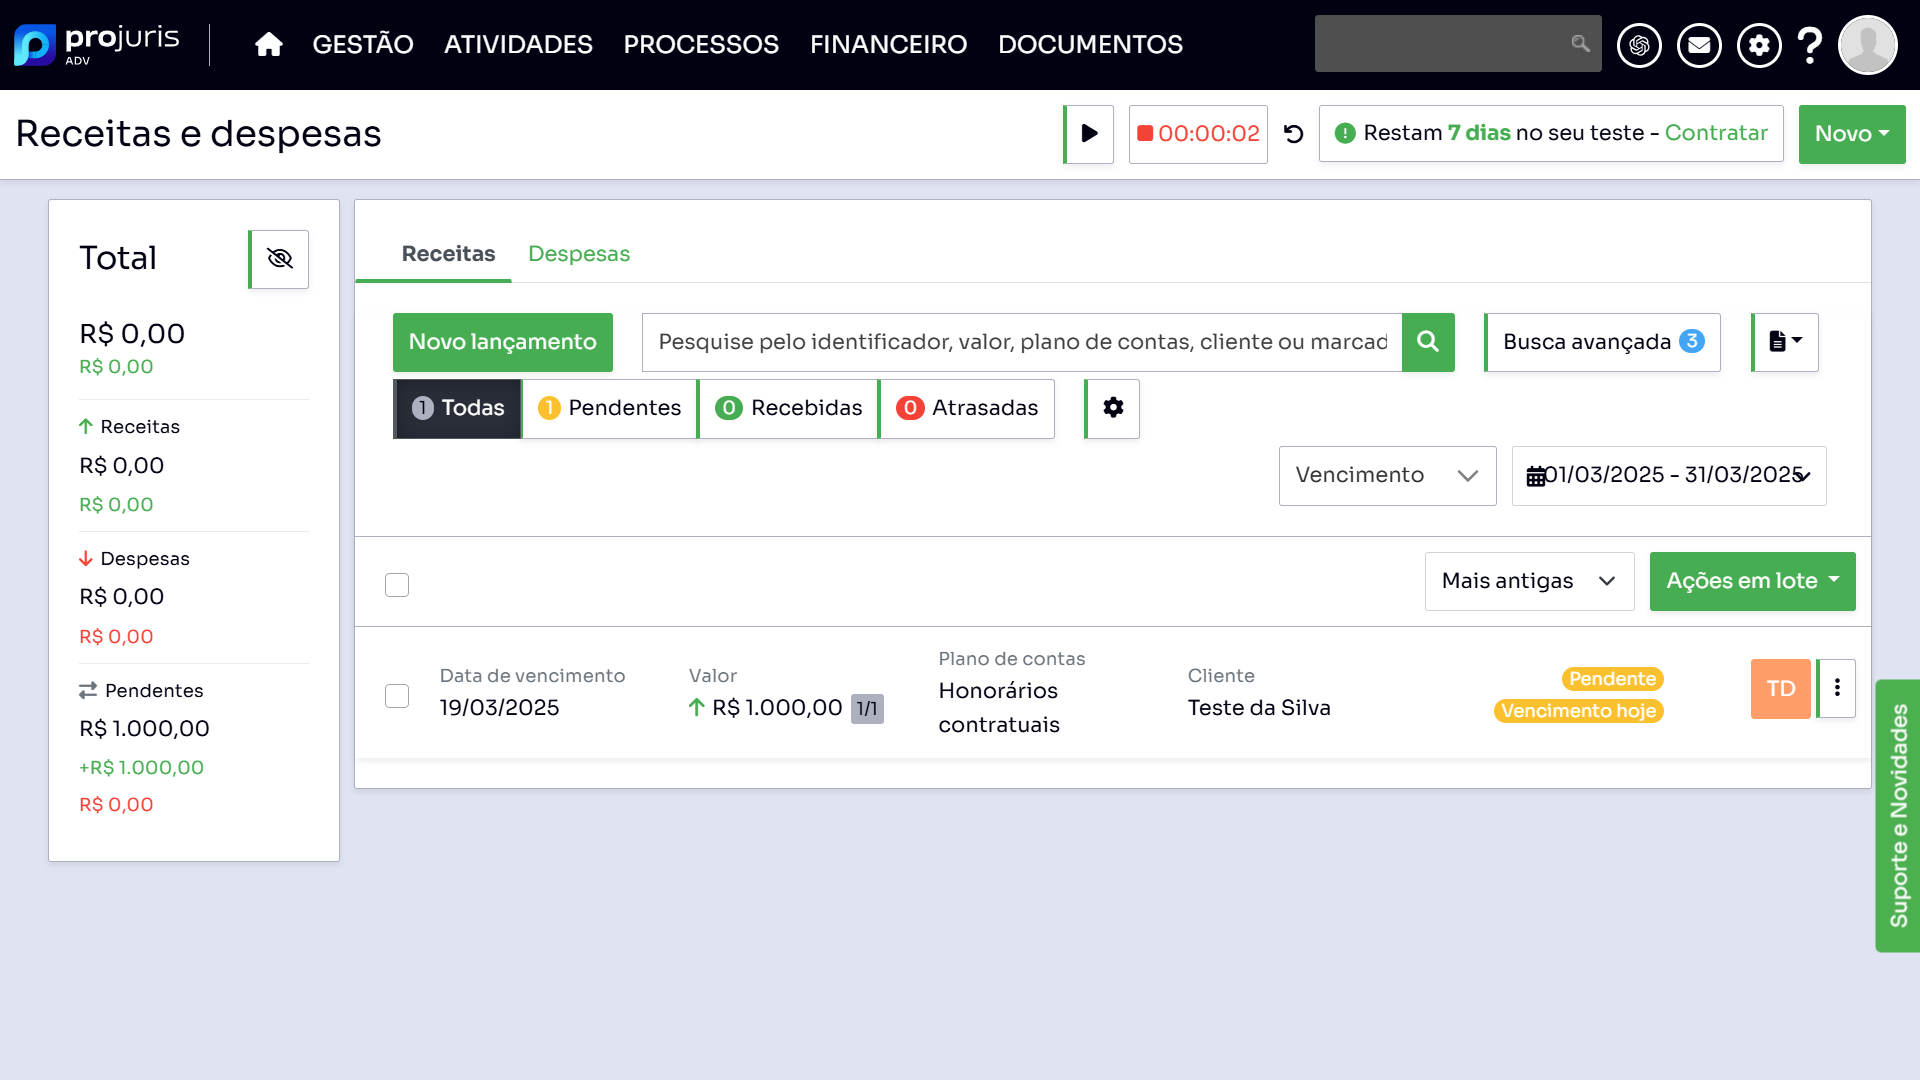 projuris
ADV
GESTÃO
ATIVIDADES
PROCESSOS
FINANCEIRO
DOCUMENTOS
Receitas e despesas
00:00:02
Restam 7 dias no seu teste - Contratar
Novo
Total
R$ 0,00
R$ 0,00
Receitas
R$ 0,00
R$ 0,00
Despesas
R$ 0,00
R$ 0,00
Pendentes
R$ 1.000,00
+R$ 1.000,00
R$ 0,00
Receitas
Despesas
Novo lançamento
Pesquise pelo identificador, valor, plano de contas, cliente ou marcad
Busca avançada 3
1 Todas
1 Pendentes
0 Recebidas
0 Atrasadas
Vencimento
01/03/2025 - 31/03/2025
Mais antigas
Ações em lote
Data de vencimento
19/03/2025
Valor
R$ 1.000,00 1/1
Plano de contas
Honorários
contratuais
Cliente
Teste da Silva
Pendente
Vencimento hoje
TD
Suporte e Novidades